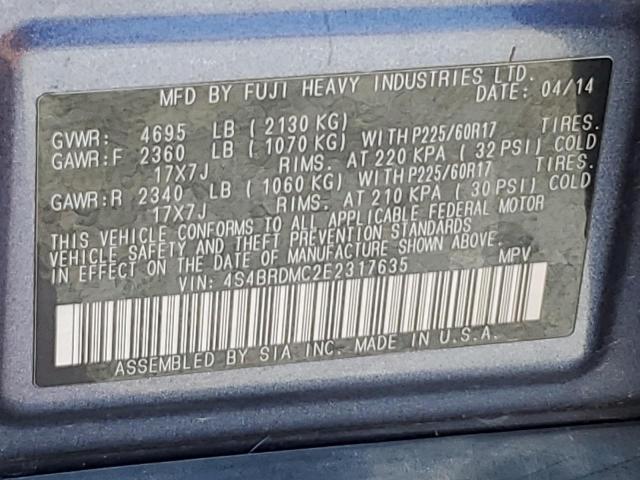 MFD BY FUJI HEAVY INDUSTRIES LTD.
DATE: 04/14
GVWR: 4695 LB ( 2130 KG)
GAWR:F 2360 LB ( 1070 KG) WITH P225/60R17 TIRES.
17X7J RIMS. AT 220 KPA ( 32 PSI) COLD
GAWR:R 2340 LB ( 1060 KG) WITH P225/60R17 TIRES.
17X7J RIMS. AT 210 KPA ( 30 PSI) COLD
THIS VEHICLE CONFORMS TO ALL APPLICABLE FEDERAL MOTOR
VEHICLE SAFETY AND THEFT PREVENTION STANDARDS
IN EFFECT ON THE DATE OF MANUFACTURE SHOWN ABOVE.
VIN: 4S4BRDMC2E2317635 MPV
ASSEMBLED BY SIA INC. MADE IN U.S.A.